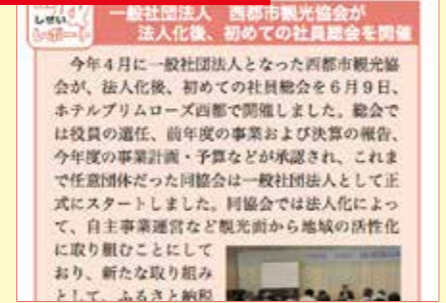 しせい
レポート
一般社団法人 西都市観光協会が
法人化後、初めての社員総会を開催
今年４月に一般社団法人となった西都市観光協
会が、法人化後、初めての社員総会を６月９日、
ホテルプリムローズ西都で開催しました。総会で
は役員の選任、前年度の事業および決算の報告、
今年度の事業計画・予算などが承認され、これま
で任意団体だった同協会は一般社団法人として正
式にスタートしました。同協会では法人化によっ
て、自主事業運営など観光面から地域の活性化
に取り組むことにして
おり、新たな取り組み
として、ふるさと納税